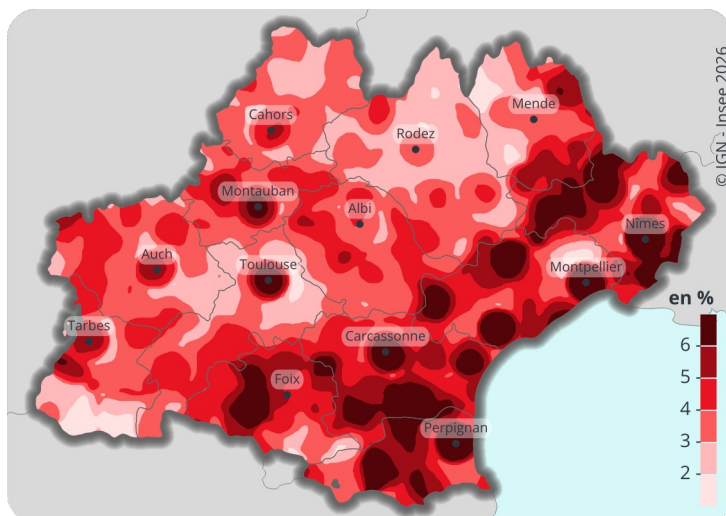 Mende
Cahors
Rodez
Montauban
Albi
Nîmes
Auch
Toulouse
Montpellier
Tarbes
Carcassonne
Foix
Perpignan
en %
6
5
4
3
2
© IGN - Insee 2026